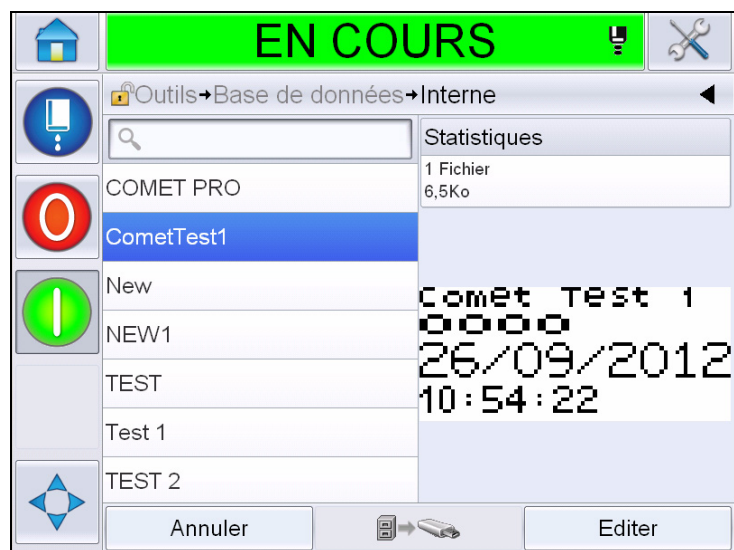 EN COURS
Outils→Base de données→Interne
Statistiques
1 Fichier
6,5Ko
COMET PRO
CometTest1
New
NEW1
TEST
Test 1
TEST 2
Comet Test 1
0000
26/09/2012
10:54:22
Annuler
Editer